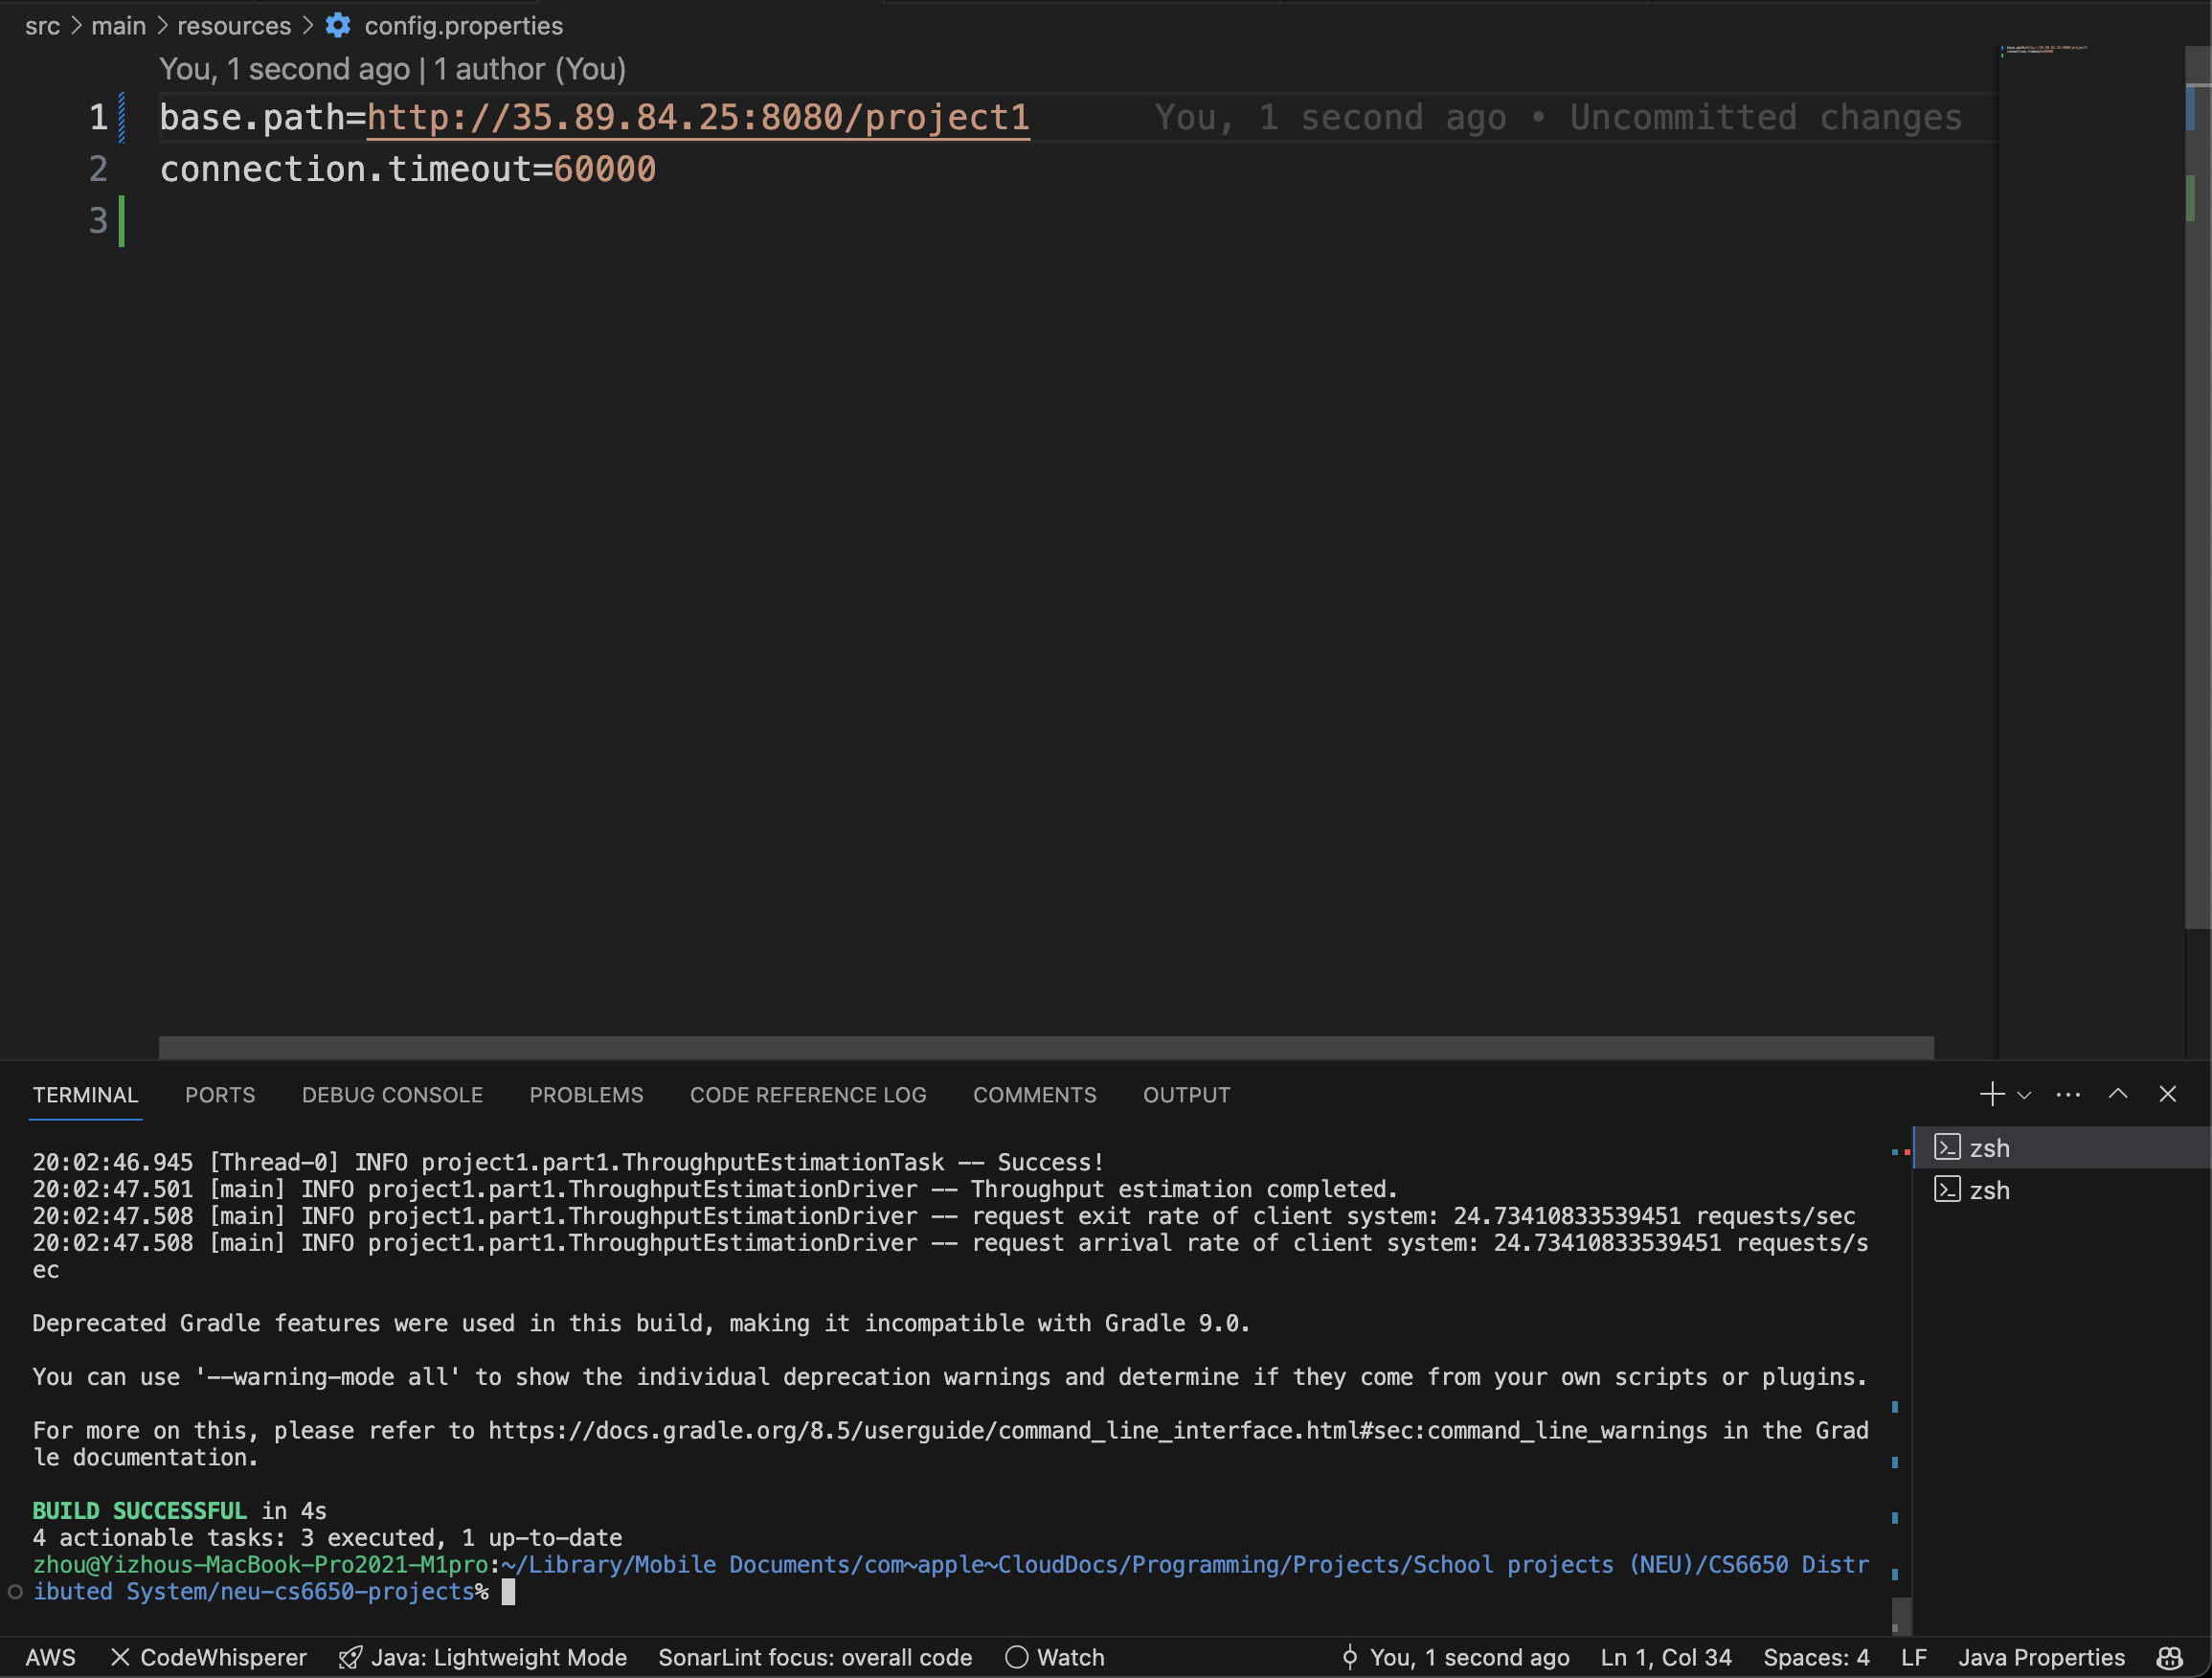 src > main > resources > config.properties
You, 1 second ago | 1 author (You)
1 base.path=http://35.89.84.25:8080/project1 You, 1 second ago • Uncommitted changes
2 connection.timeout=60000
3
TERMINAL PORTS DEBUG CONSOLE PROBLEMS CODE REFERENCE LOG COMMENTS OUTPUT
20:02:46.945 [Thread-0] INFO project1.part1.ThroughputEstimationTask -- Success!
20:02:47.501 [main] INFO project1.part1.ThroughputEstimationDriver -- Throughput estimation completed.
20:02:47.508 [main] INFO project1.part1.ThroughputEstimationDriver -- request exit rate of client system: 24.73410833539451 requests/sec
20:02:47.508 [main] INFO project1.part1.ThroughputEstimationDriver -- request arrival rate of client system: 24.73410833539451 requests/s
ec
Deprecated Gradle features were used in this build, making it incompatible with Gradle 9.0.
You can use '--warning-mode all' to show the individual deprecation warnings and determine if they come from your own scripts or plugins.
For more on this, please refer to https://docs.gradle.org/8.5/userguide/command_line_interface.html#sec:command_line_warnings in the Grad
le documentation.
BUILD SUCCESSFUL in 4s
4 actionable tasks: 3 executed, 1 up-to-date
zhou@Yizhous-MacBook-Pro2021-M1pro:~/Library/Mobile Documents/com~apple~CloudDocs/Programming/Projects/School projects (NEU)/CS6650 Distr
ibuted System/neu-cs6650-projects%
zsh
zsh
AWS CodeWhisperer Java: Lightweight Mode SonarLint focus: overall code Watch You, 1 second ago Ln 1, Col 34 Spaces: 4 LF Java Properties